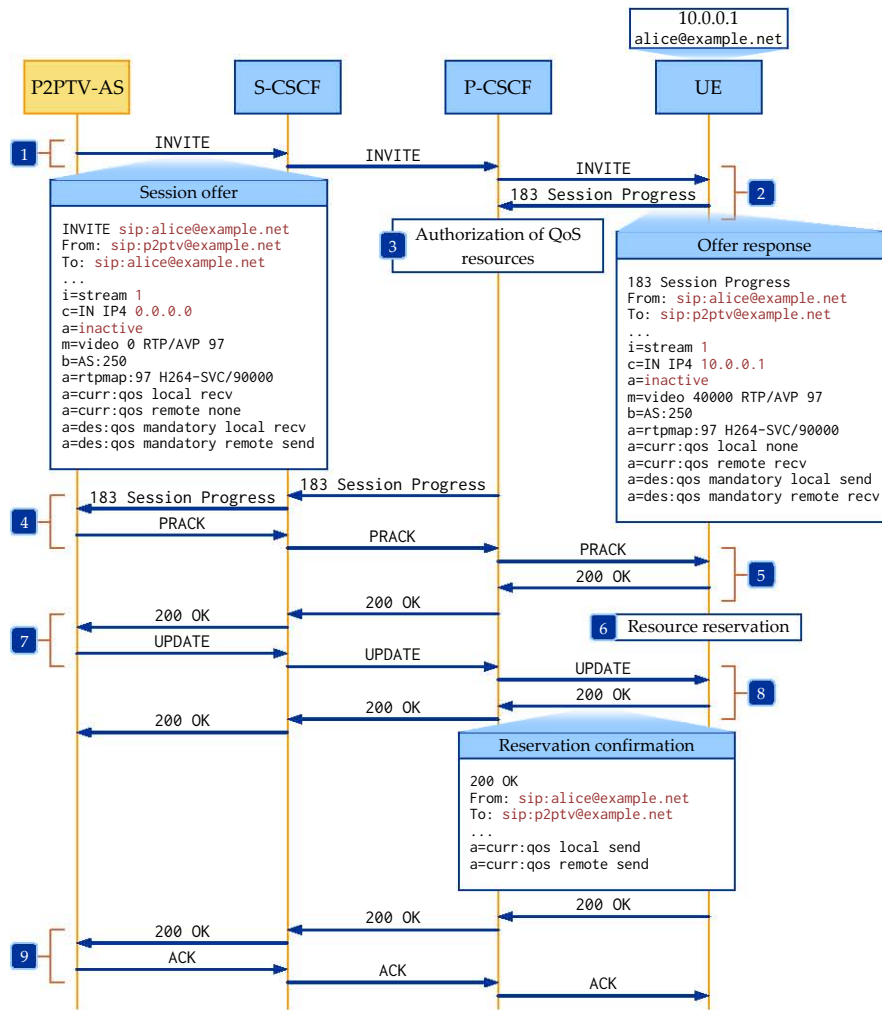 10.0.0.1
alice@example.net
P2PTV-AS
S-CSCF
P-CSCF
UE
1
INVITE
INVITE
INVITE
2
183 Session Progress
Session offer
INVITE sip:alice@example.net
From: sip:p2ptv@example.net
To: sip:alice@example.net
...
i=stream 1
c=IN IP4 0.0.0.0
a=inactive
m=video 0 RTP/AVP 97
b=AS:250
a=rtpmap:97 H264-SVC/90000
a=curr:qos local recv
a=curr:qos remote none
a=des:qos mandatory local recv
a=des:qos mandatory remote send
3
Authorization of QoS
resources
Offer response
183 Session Progress
From: sip:alice@example.net
To: sip:p2ptv@example.net
...
i=stream 1
c=IN IP4 10.0.0.1
a=inactive
m=video 40000 RTP/AVP 97
b=AS:250
a=rtpmap:97 H264-SVC/90000
a=curr:qos local none
a=curr:qos remote recv
a=des:qos mandatory local send
a=des:qos mandatory remote recv
183 Session Progress
183 Session Progress
4
PRACK
PRACK
PRACK
5
200 OK
200 OK
200 OK
6
Resource reservation
7
UPDATE
UPDATE
UPDATE
8
200 OK
200 OK
200 OK
Reservation confirmation
200 OK
From: sip:alice@example.net
To: sip:p2ptv@example.net
...
a=curr:qos local send
a=curr:qos remote send
200 OK
200 OK
200 OK
9
ACK
ACK
ACK